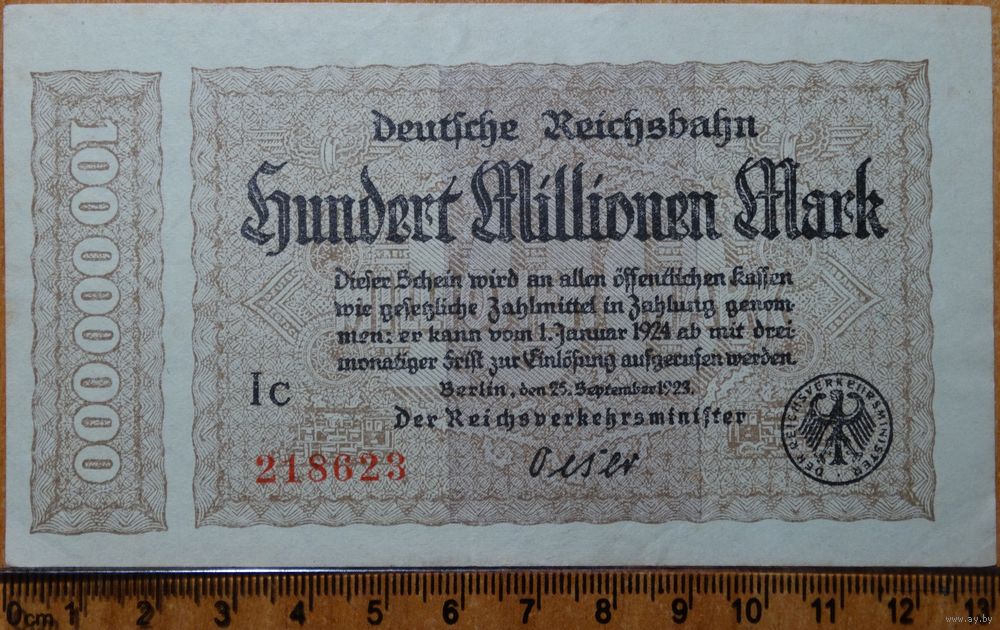 100000000
Deutsche Reichsbahn
Hundert Millionen Mark
Dieser Schein wird an allen öffentlichen Kassen
wie gesetzliche Zahlmittel in Zahlung genom-
men: er kann vom 1. Januar 1924 ab mit drei-
monatiger Frist zur Einlösung aufgerufen werden.
Berlin, den 25. September 1923.
Der Reichsverkehrsminister
Ic
218623
Oeser
DER REICHSVERKEHRSMINISTER
0cm 1 2 3 4 5 6 7 8 9 10 11 12 13
www.ay.by